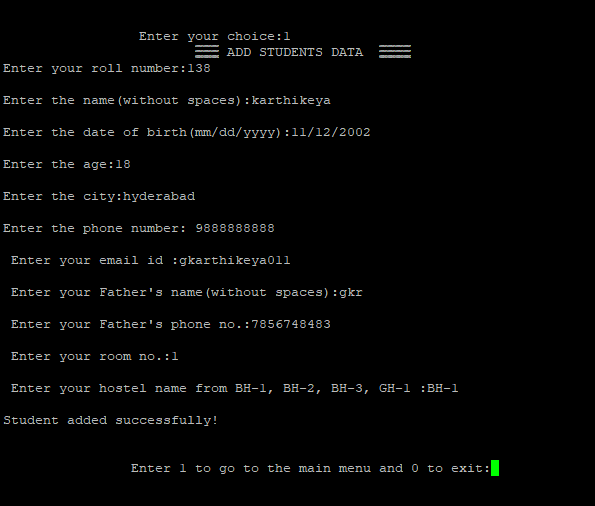 Enter your choice:1
ADD STUDENTS DATA
Enter your roll number:138
Enter the name(without spaces):karthikeya
Enter the date of birth(mm/dd/yyyy):11/12/2002
Enter the age:18
Enter the city:hyderabad
Enter the phone number: 9888888888
Enter your email id :gkarthikeya011
Enter your Father's name(without spaces):gkr
Enter your Father's phone no.:7856748483
Enter your room no.:1
Enter your hostel name from BH-1, BH-2, BH-3, GH-1 :BH-1
Student added successfully!
Enter 1 to go to the main menu and 0 to exit: